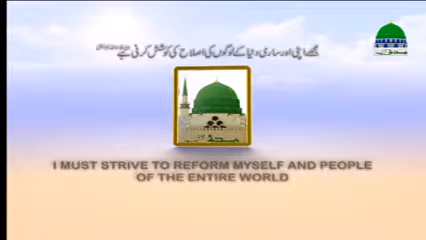 مجھے اپنی اور ساری دنیا کے لوگوں کی اصلاح کی کوشش کرنی ہے
I MUST STRIVE TO REFORM MYSELF AND PEOPLE
OF THE ENTIRE WORLD